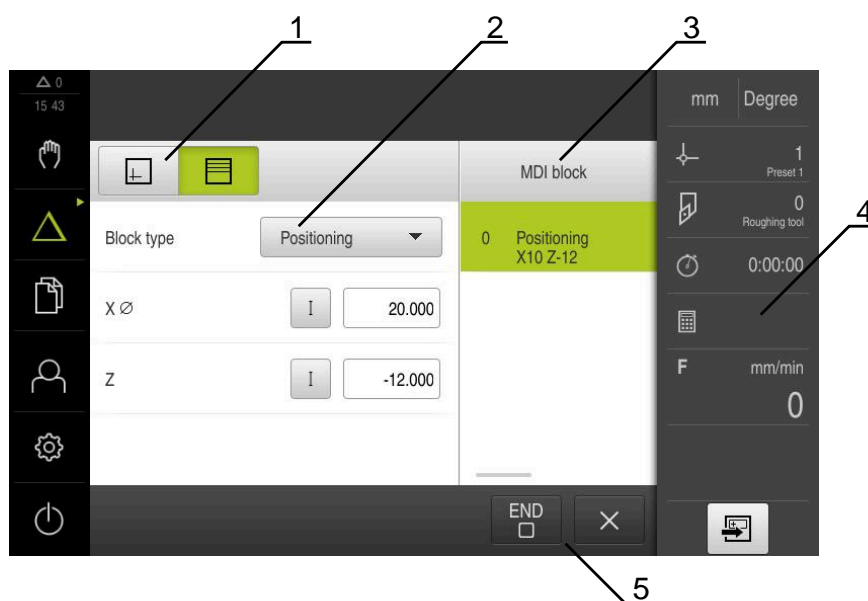 1
2
3
0
15 43
mm Degree
1
Preset 1
MDI block
0
Roughing tool
4
Block type Positioning
0 Positioning
X10 Z-12
0:00:00
X Ø I 20.000
F mm/min
0
Z I -12.000
END
5